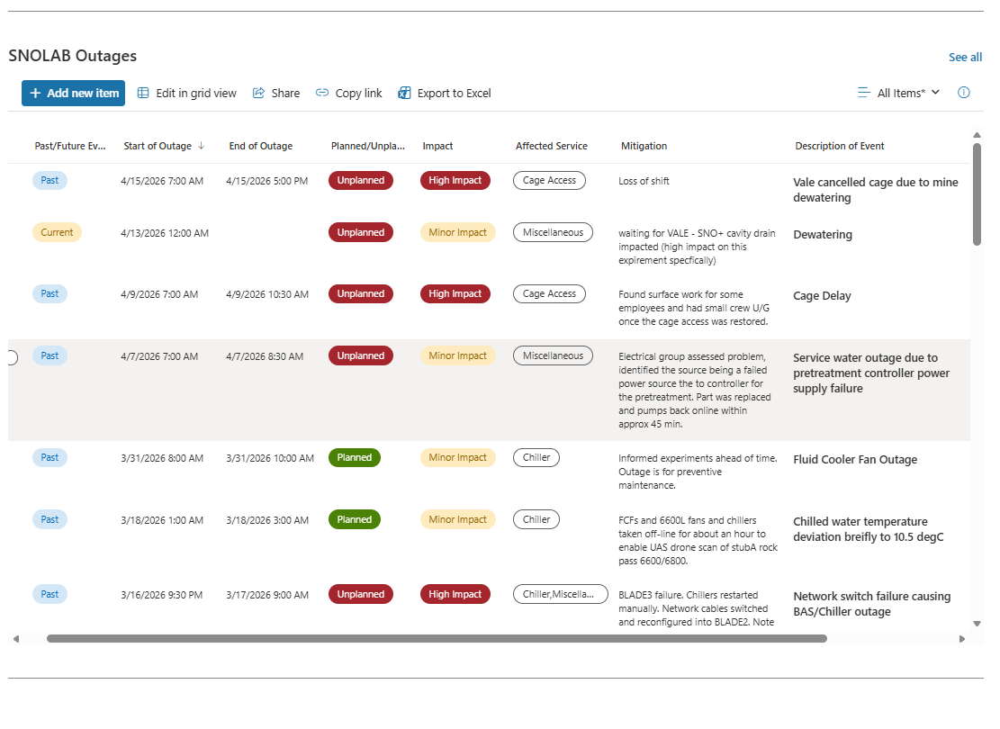 SNOLAB Outages
See all
Add new item
Edit in grid view
Share
Copy link
Export to Excel
All Items*
Past/Future Ev...
Start of Outage ↓
End of Outage
Planned/Unpla...
Impact
Affected Service
Mitigation
Description of Event
Past
4/15/2026 7:00 AM
4/15/2026 5:00 PM
Unplanned
High Impact
Cage Access
Loss of shift
Vale cancelled cage due to mine
dewatering
Current
4/13/2026 12:00 AM
Unplanned
Minor Impact
Miscellaneous
waiting for VALE - SNO+ cavity drain
impacted (high impact on this
expirement specfically)
Dewatering
Past
4/9/2026 7:00 AM
4/9/2026 10:30 AM
Unplanned
High Impact
Cage Access
Found surface work for some
employees and had small crew U/G
once the cage access was restored.
Cage Delay
Past
4/7/2026 7:00 AM
4/7/2026 8:30 AM
Unplanned
Minor Impact
Miscellaneous
Electrical group assessed problem,
identified the source being a failed
power source the to controller for
the pretreatment. Part was replaced
and pumps back online within
approx 45 min.
Service water outage due to
pretreatment controller power
supply failure
Past
3/31/2026 8:00 AM
3/31/2026 10:00 AM
Planned
Minor Impact
Chiller
Informed experiments ahead of time.
Outage is for preventive
maintenance.
Fluid Cooler Fan Outage
Past
3/18/2026 1:00 AM
3/18/2026 3:00 AM
Planned
Minor Impact
Chiller
FCFs and 6600L fans and chillers
taken off-line for about an hour to
enable UAS drone scan of stubA rock
pass 6600/6800.
Chilled water temperature
deviation breifly to 10.5 degC
Past
3/16/2026 9:30 PM
3/17/2026 9:00 AM
Unplanned
High Impact
Chiller,Miscella...
BLADE3 failure. Chillers restarted
manually. Network cables switched
and reconfigured into BLADE2. Note
Network switch failure causing
BAS/Chiller outage